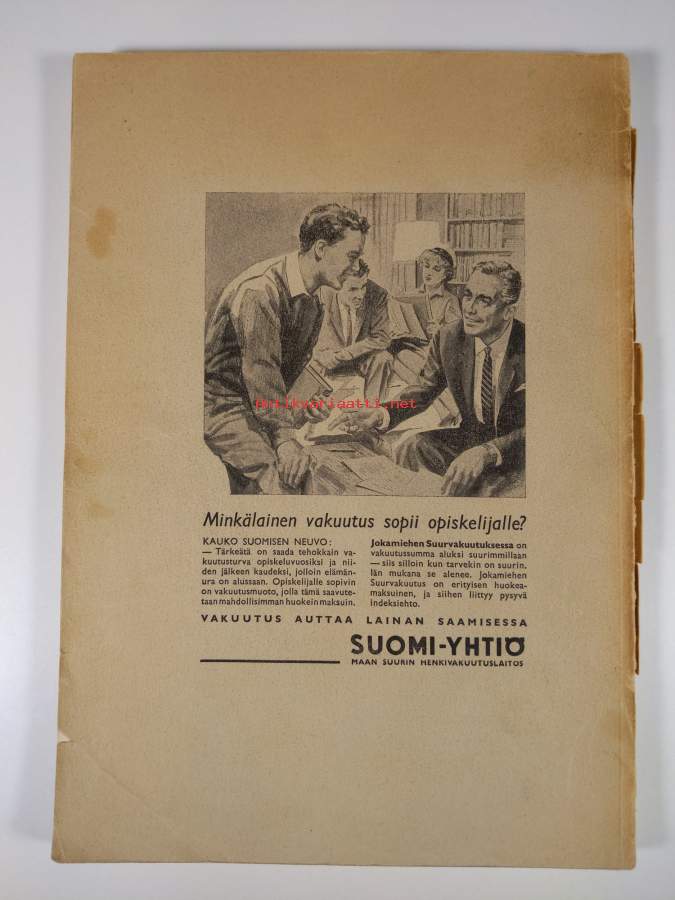 antikvariaatti.net
Minkälainen vakuutus sopii opiskelijalle?
KAUKO SUOMISEN NEUVO:
— Tärkeätä on saada tehokkain va-
kuutusturva opiskeluvuosiksi ja nii-
den jälkeen kaudeksi, jolloin elämän-
ura on alussaan. Opiskelijalle sopivin
on vakuutusmuoto, jolla tämä saavute-
taan mahdollisimman huokein maksuin.
Jokamiehen Suurvakuutuksessa on
vakuutussumma aluksi suurimmillaan
— siis silloin kun tarvekin on suurin.
Iän mukana se alenee. Jokamiehen
Suurvakuutus on erityisen huokea-
maksuinen, ja siihen liittyy pysyvä
indeksiehto.
VAKUUTUS AUTTAA LAINAN SAAMISESSA
SUOMI-YHTIÖ
MAAN SUURIN HENKIVAKUUTUSLAITOS